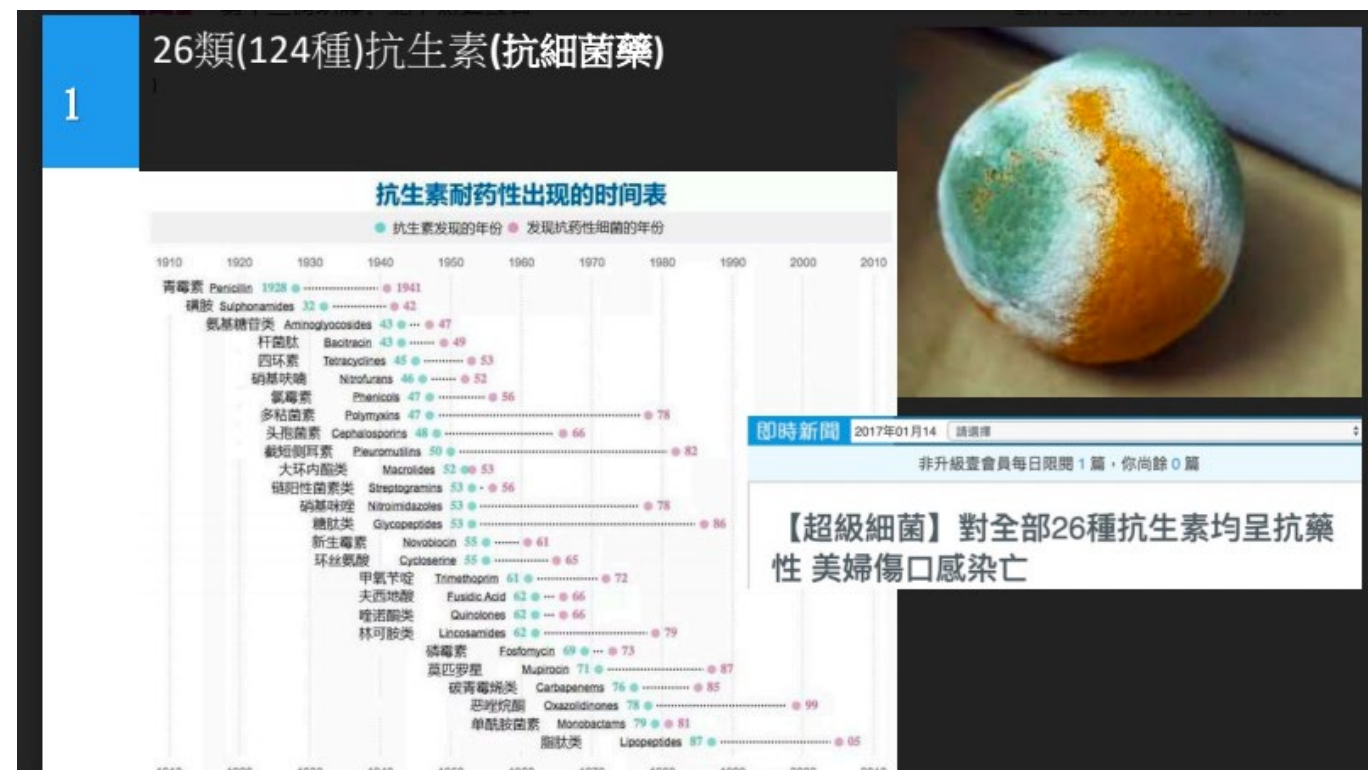 1
26類(124種)抗生素(抗細菌藥)
抗生素耐药性出现的时间表
抗生素发现的年份 发现抗药性细菌的年份
1910 1920 1930 1940 1950 1960 1970 1980 1990 2000 2010
青霉素 Penicillin 1928 1941
磺胺 Sulphonamides 32 42
氨基糖苷类 Aminoglycosides 43 47
杆菌肽 Bacitracin 43 49
四环素 Tetracyclines 45 53
硝基呋喃 Nitrofurans 46 52
氯霉素 Phenicols 47 56
多粘菌素 Polymyxins 47 78
头孢菌素 Cephalosporins 48 66
截短侧耳素 Pleuromutilins 50 82
大环内酯类 Macrolides 52 53
链阳性菌素类 Streptogramins 53 56
硝基咪唑 Nitroimidazoles 53 78
糖肽类 Glycopeptides 53 86
新生霉素 Novobiocin 55 61
环丝氨酸 Cycloserine 55 65
甲氧苄啶 Trimethoprim 61 72
夫西地酸 Fusidic Acid 62 66
喹诺酮类 Quinolones 62 66
林可胺类 Lincosamides 62 79
磷霉素 Fosfomycin 69 73
莫匹罗星 Mupirocin 71 87
碳青霉烯类 Carbapenems 76 85
恶唑烷酮 Oxazolidinones 78 99
单酰胺菌素 Monobactams 79 81
脂肽类 Lipopeptides 87 05
即時新聞 2017年01月14 請選擇
非升級壹會員每日限閱 1 篇，你尚餘 0 篇
【超級細菌】對全部26種抗生素均呈抗藥
性 美婦傷口感染亡